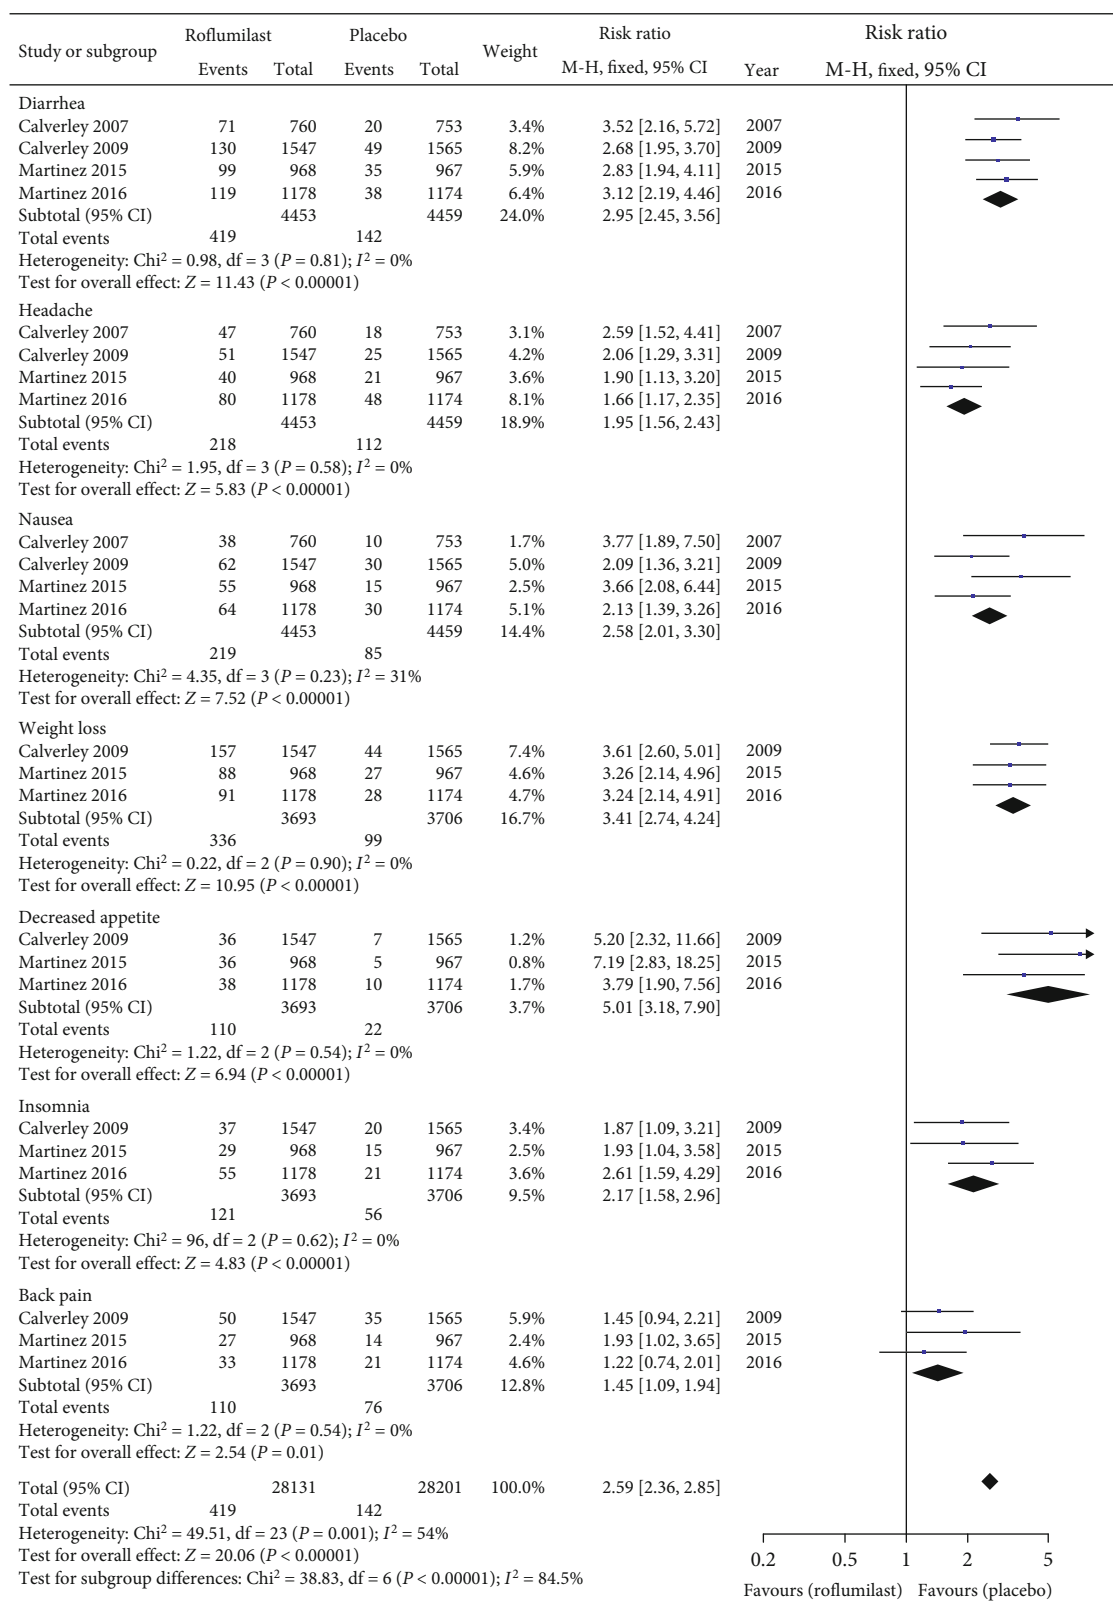 Study or subgroup Roflumilast Placebo Weight Risk ratio Risk ratio
Events Total Events Total M-H, fixed, 95% CI Year M-H, fixed, 95% CI
Diarrhea
Calverley 2007 71 760 20 753 3.4% 3.52 [2.16, 5.72] 2007
Calverley 2009 130 1547 49 1565 8.2% 2.68 [1.95, 3.70] 2009
Martinez 2015 99 968 35 967 5.9% 2.83 [1.94, 4.11] 2015
Martinez 2016 119 1178 38 1174 6.4% 3.12 [2.19, 4.46] 2016
Subtotal (95% CI) 4453 4459 24.0% 2.95 [2.45, 3.56]
Total events 419 142
Heterogeneity: Chi² = 0.98, df = 3 (P = 0.81); I² = 0%
Test for overall effect: Z = 11.43 (P < 0.00001)
Headache
Calverley 2007 47 760 18 753 3.1% 2.59 [1.52, 4.41] 2007
Calverley 2009 51 1547 25 1565 4.2% 2.06 [1.29, 3.31] 2009
Martinez 2015 40 968 21 967 3.6% 1.90 [1.13, 3.20] 2015
Martinez 2016 80 1178 48 1174 8.1% 1.66 [1.17, 2.35] 2016
Subtotal (95% CI) 4453 4459 18.9% 1.95 [1.56, 2.43]
Total events 218 112
Heterogeneity: Chi² = 1.95, df = 3 (P = 0.58); I² = 0%
Test for overall effect: Z = 5.83 (P < 0.00001)
Nausea
Calverley 2007 38 760 10 753 1.7% 3.77 [1.89, 7.50] 2007
Calverley 2009 62 1547 30 1565 5.0% 2.09 [1.36, 3.21] 2009
Martinez 2015 55 968 15 967 2.5% 3.66 [2.08, 6.44] 2015
Martinez 2016 64 1178 30 1174 5.1% 2.13 [1.39, 3.26] 2016
Subtotal (95% CI) 4453 4459 14.4% 2.58 [2.01, 3.30]
Total events 219 85
Heterogeneity: Chi² = 4.35, df = 3 (P = 0.23); I² = 31%
Test for overall effect: Z = 7.52 (P < 0.00001)
Weight loss
Calverley 2009 157 1547 44 1565 7.4% 3.61 [2.60, 5.01] 2009
Martinez 2015 88 968 27 967 4.6% 3.26 [2.14, 4.96] 2015
Martinez 2016 91 1178 28 1174 4.7% 3.24 [2.14, 4.91] 2016
Subtotal (95% CI) 3693 3706 16.7% 3.41 [2.74, 4.24]
Total events 336 99
Heterogeneity: Chi² = 0.22, df = 2 (P = 0.90); I² = 0%
Test for overall effect: Z = 10.95 (P < 0.00001)
Decreased appetite
Calverley 2009 36 1547 7 1565 1.2% 5.20 [2.32, 11.66] 2009
Martinez 2015 36 968 5 967 0.8% 7.19 [2.83, 18.25] 2015
Martinez 2016 38 1178 10 1174 1.7% 3.79 [1.90, 7.56] 2016
Subtotal (95% CI) 3693 3706 3.7% 5.01 [3.18, 7.90]
Total events 110 22
Heterogeneity: Chi² = 1.22, df = 2 (P = 0.54); I² = 0%
Test for overall effect: Z = 6.94 (P < 0.00001)
Insomnia
Calverley 2009 37 1547 20 1565 3.4% 1.87 [1.09, 3.21] 2009
Martinez 2015 29 968 15 967 2.5% 1.93 [1.04, 3.58] 2015
Martinez 2016 55 1178 21 1174 3.6% 2.61 [1.59, 4.29] 2016
Subtotal (95% CI) 3693 3706 9.5% 2.17 [1.58, 2.96]
Total events 121 56
Heterogeneity: Chi² = 96, df = 2 (P = 0.62); I² = 0%
Test for overall effect: Z = 4.83 (P < 0.00001)
Back pain
Calverley 2009 50 1547 35 1565 5.9% 1.45 [0.94, 2.21] 2009
Martinez 2015 27 968 14 967 2.4% 1.93 [1.02, 3.65] 2015
Martinez 2016 33 1178 21 1174 4.6% 1.22 [0.74, 2.01] 2016
Subtotal (95% CI) 3693 3706 12.8% 1.45 [1.09, 1.94]
Total events 110 76
Heterogeneity: Chi² = 1.22, df = 2 (P = 0.54); I² = 0%
Test for overall effect: Z = 2.54 (P = 0.01)
Total (95% CI) 28131 28201 100.0% 2.59 [2.36, 2.85]
Total events 419 142
Heterogeneity: Chi² = 49.51, df = 23 (P = 0.001); I² = 54%
Test for overall effect: Z = 20.06 (P < 0.00001)
Test for subgroup differences: Chi² = 38.83, df = 6 (P < 0.00001); I² = 84.5%
0.2 0.5 1 2 5
Favours (roflumilast) Favours (placebo)